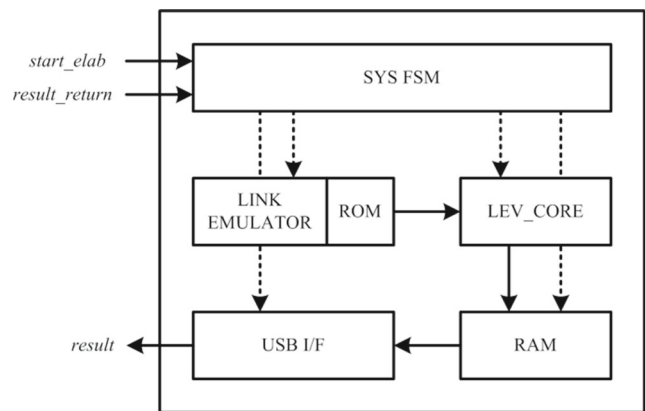 start_elab
SYS FSM
result_return
LINK
EMULATOR
ROM
LEV_CORE
result
USB I/F
RAM